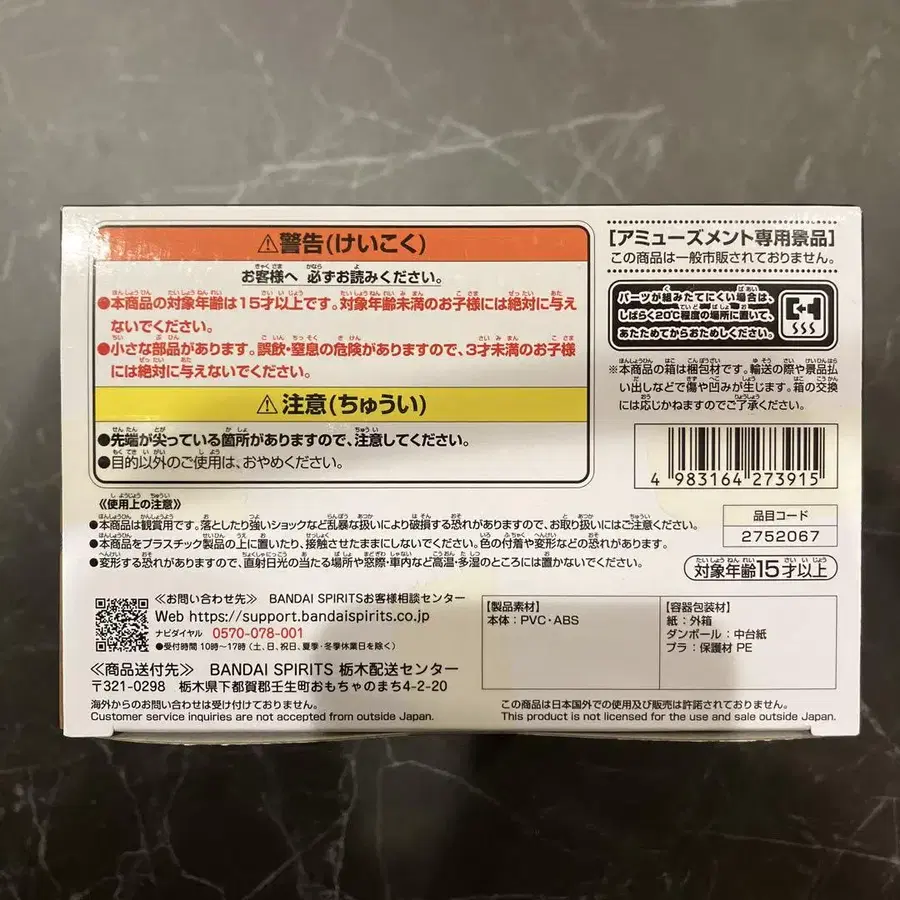 ⚠警告(けいこく)
お客様へ 必ずお読みください。
●本商品の対象年齢は15才以上です。対象年齢未満のお子様には絶対に与え
ないでください。
●小さな部品があります。誤飲・窒息の危険がありますので、3才未満のお子様
には絶対に与えないでください。
⚠注意(ちゅうい)
●先端が尖っている箇所がありますので、注意してください。
●目的以外のご使用は、おやめください。
[アミューズメント専用景品]
この商品は一般市販されておりません。
パーツが組みたてにくい場合は、
しばらく20℃程度の場所に置いて、
あたためてからおためしください。
※本商品の箱は梱包材です。輸送の際や景品払
い出しなどで傷や凹みが生じます。箱の交換
には応じかねますのでご了承ください。
4 983164 273915
品目コード
2752067
対象年齢15才以上
《使用上の注意》
●本商品は観賞用です。落としたり強いショックなど乱暴な扱いにより破損する恐れがありますので、お取り扱いにはご注意ください。
●本商品をプラスチック製品の上に置いたり、接触させたままにしないでください。色の付着や変形などの恐れがあります。
●変形する恐れがありますので、直射日光の当たる場所や窓際・車内など高温・多湿のところには置かないでください。
≪お問い合わせ先≫ BANDAI SPIRITSお客様相談センター
Web https://support.bandaispirits.co.jp
ナビダイヤル 0570-078-001
●受付時間 10時～17時 (土、日、祝日、夏季・冬季休業日を除く)
≪商品送付先≫ BANDAI SPIRITS 栃木配送センター
〒321-0298 栃木県下都賀郡壬生町おもちゃのまち4-2-20
海外からのお問い合わせは受け付けておりません。
Customer service inquiries are not accepted from outside Japan.
【製品素材】
本体：PVC・ABS
【容器包装材】
紙：外箱
ダンボール：中台紙
プラ：保護材 PE
この商品は日本国外での使用及び販売は許諾されておりません。
This product is not licensed for the use and sale outside Japan.